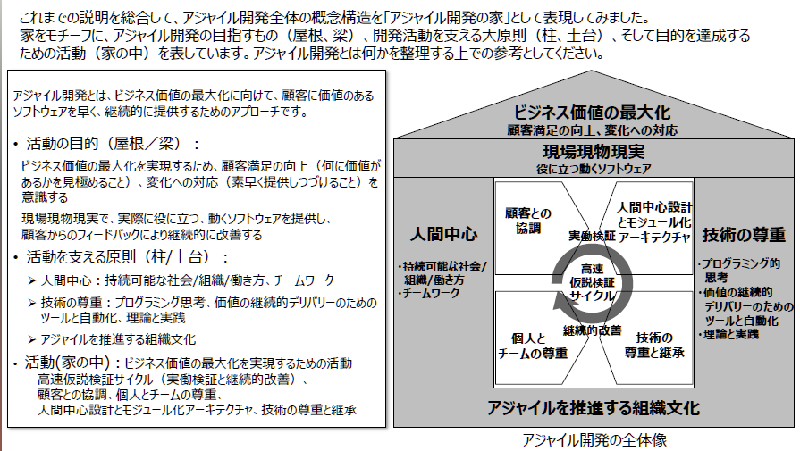 これまでの説明を総合して、アジャイル開発全体の概念構造を「アジャイル開発の家」として表現してみました。
家をモチーフに、アジャイル開発の目指すもの（屋根、梁）、開発活動を支える大原則（柱、土台）、そして目的を達成する
ための活動（家の中）を表しています。アジャイル開発とは何かを整理する上での参考としてください。
アジャイル開発とは、ビジネス価値の最大化に向けて、顧客に価値のある
ソフトウェアを早く、継続的に提供するためのアプローチです。
• 活動の目的（屋根／梁）：
ビジネス価値の最大化を実現するため、顧客満足の向上（何に価値が
あるかを見極めること）、変化への対応（素早く提供しつづけること）を
意識する
現場現物現実で、実際に役に立つ、動くソフトウェアを提供し、
顧客からのフィードバックにより継続的に改善する
• 活動を支える原則（柱/土台）：
➢ 人間中心：持続可能な社会/組織/働き方、チームワーク
➢ 技術の尊重：プログラミング思考、価値の継続的デリバリーのための
ツールと自動化、理論と実践
➢ アジャイルを推進する組織文化
- 活動(家の中)：ビジネス価値の最大化を実現するための活動
高速仮説検証サイクル（実働検証と継続的改善）、
顧客との協調、個人とチームの尊重、
人間中心設計とモジュール化アーキテクチャ、技術の尊重と継承
ビジネス価値の最大化
顧客満足の向上、変化への対応
現場現物現実
役に立つ動くソフトウェア
人間中心
・持続可能な社会/
組織/働き方
・チームワーク
顧客との
協調
人間中心設計
とモジュール化
アーキテクチャ
実働検証
高速
仮説検証
サイクル
継続的改善
個人と
チームの尊重
技術の
尊重と継承
技術の尊重
・プログラミング的
思考
・価値の継続的
デリバリーのための
ツールと自動化
・理論と実践
アジャイルを推進する組織文化
アジャイル開発の全体像